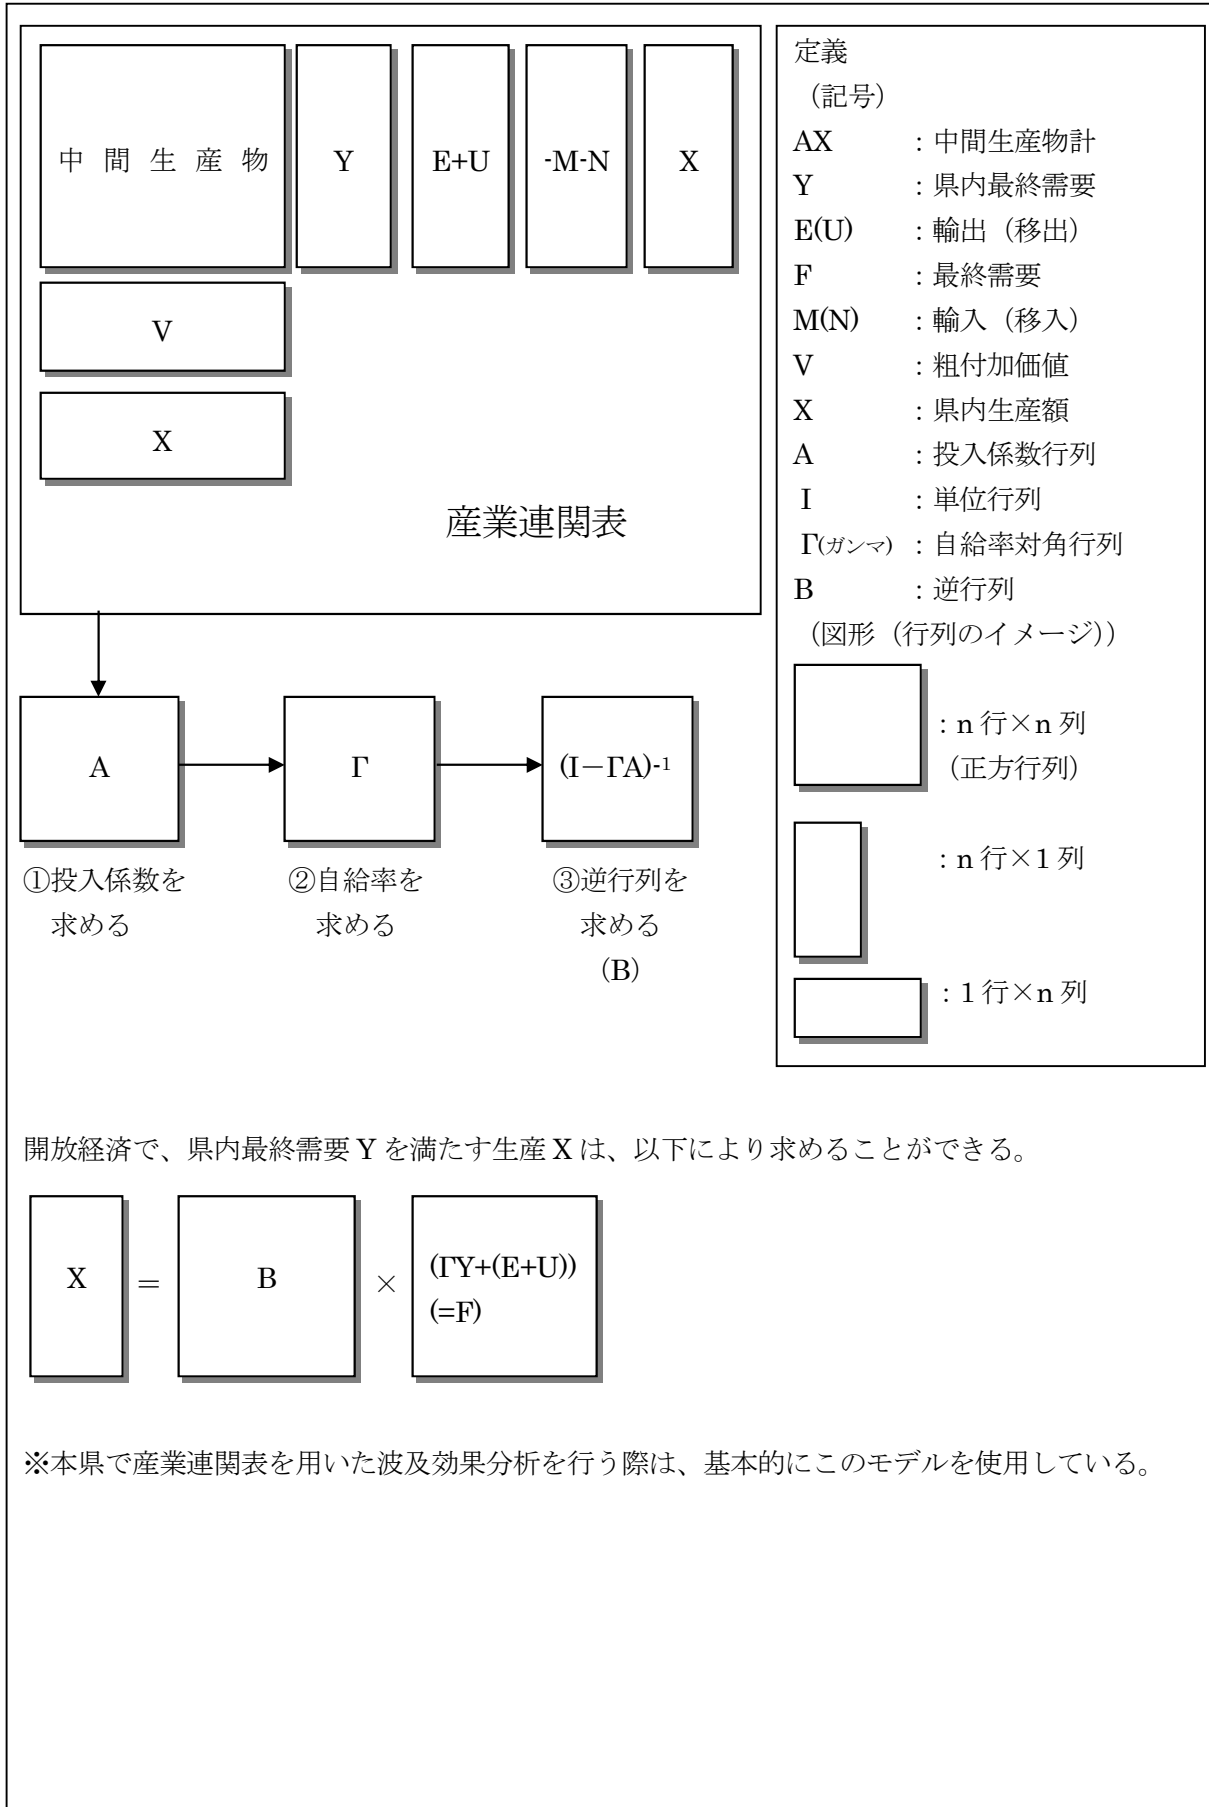 中間生産物
Y
E+U
-M-N
X
V
X
産業連関表
定義
（記号）
AX ：中間生産物計
Y ：県内最終需要
E(U) ：輸出（移出）
F ：最終需要
M(N) ：輸入（移入）
V ：粗付加価値
X ：県内生産額
A ：投入係数行列
I ：単位行列
Γ(ガンマ) ：自給率対角行列
B ：逆行列
（図形（行列のイメージ））
：n 行×n 列
（正方行列）
：n 行×1 列
：1 行×n 列
A
Γ
(I－ΓA)-1
①投入係数を
求める
②自給率を
求める
③逆行列を
求める
（B）
開放経済で、県内最終需要 Y を満たす生産 X は、以下により求めることができる。
X
＝
B
×
(ΓY+(E+U))
(=F)
※本県で産業連関表を用いた波及効果分析を行う際は、基本的にこのモデルを使用している。